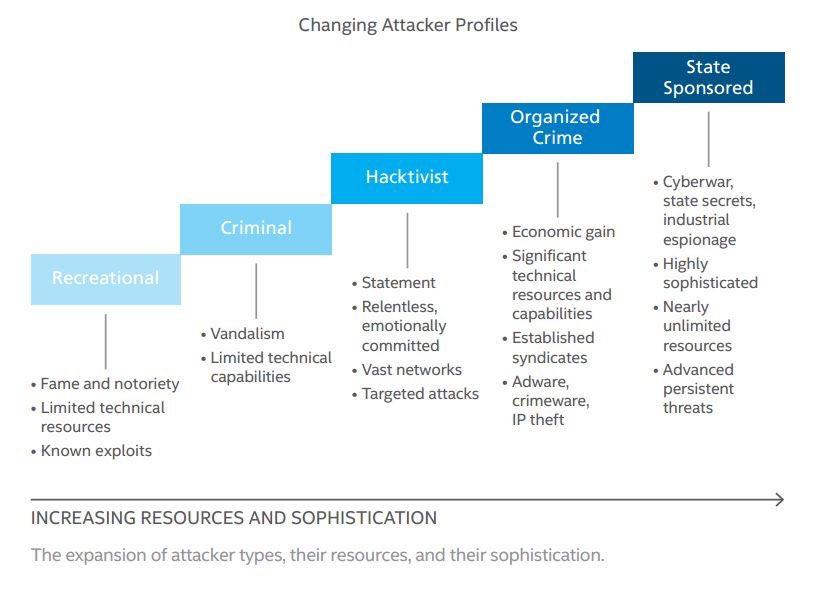 Changing Attacker Profiles
State
Sponsored
Organized
Crime
Hacktivist
Criminal
Recreational
• Fame and notoriety
• Limited technical
resources
• Known exploits
• Vandalism
• Limited technical
capabilities
• Statement
• Relentless,
emotionally
committed
• Vast networks
• Targeted attacks
• Economic gain
• Significant
technical
resources and
capabilities
• Established
syndicates
• Adware,
crimeware,
IP theft
• Cyberwar,
state secrets,
industrial
espionage
• Highly
sophisticated
• Nearly
unlimited
resources
• Advanced
persistent
threats
INCREASING RESOURCES AND SOPHISTICATION
The expansion of attacker types, their resources, and their sophistication.